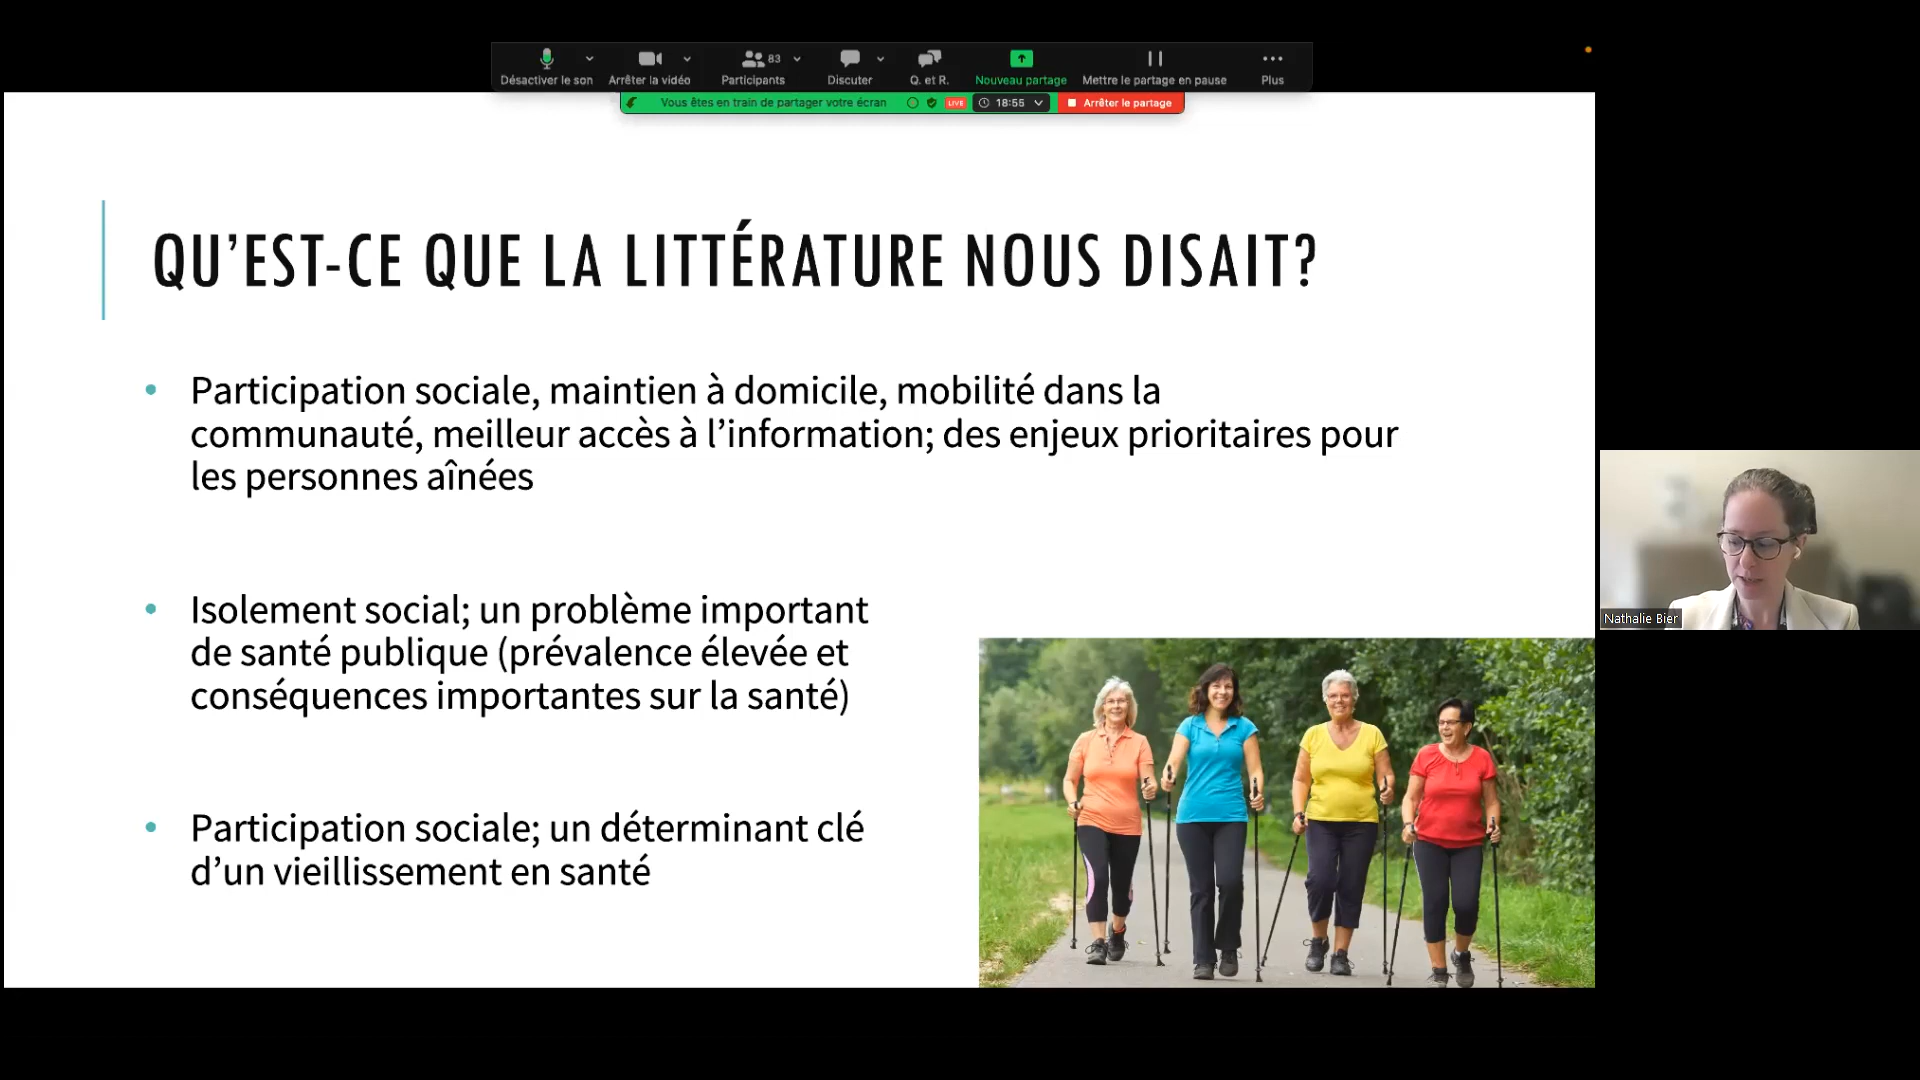 83
Désactiver le son Arrêter la vidéo Participants Discuter Q. et R. Nouveau partage Mettre le partage en pause Plus
Vous êtes en train de partager votre écran LIVE 18:55 Arrêter le partage
QU’EST-CE QUE LA LITTÉRATURE NOUS DISAIT?
• Participation sociale, maintien à domicile, mobilité dans la
communauté, meilleur accès à l’information; des enjeux prioritaires pour
les personnes aînées
• Isolement social; un problème important
de santé publique (prévalence élevée et
conséquences importantes sur la santé)
• Participation sociale; un déterminant clé
d’un vieillissement en santé
Nathalie Bier